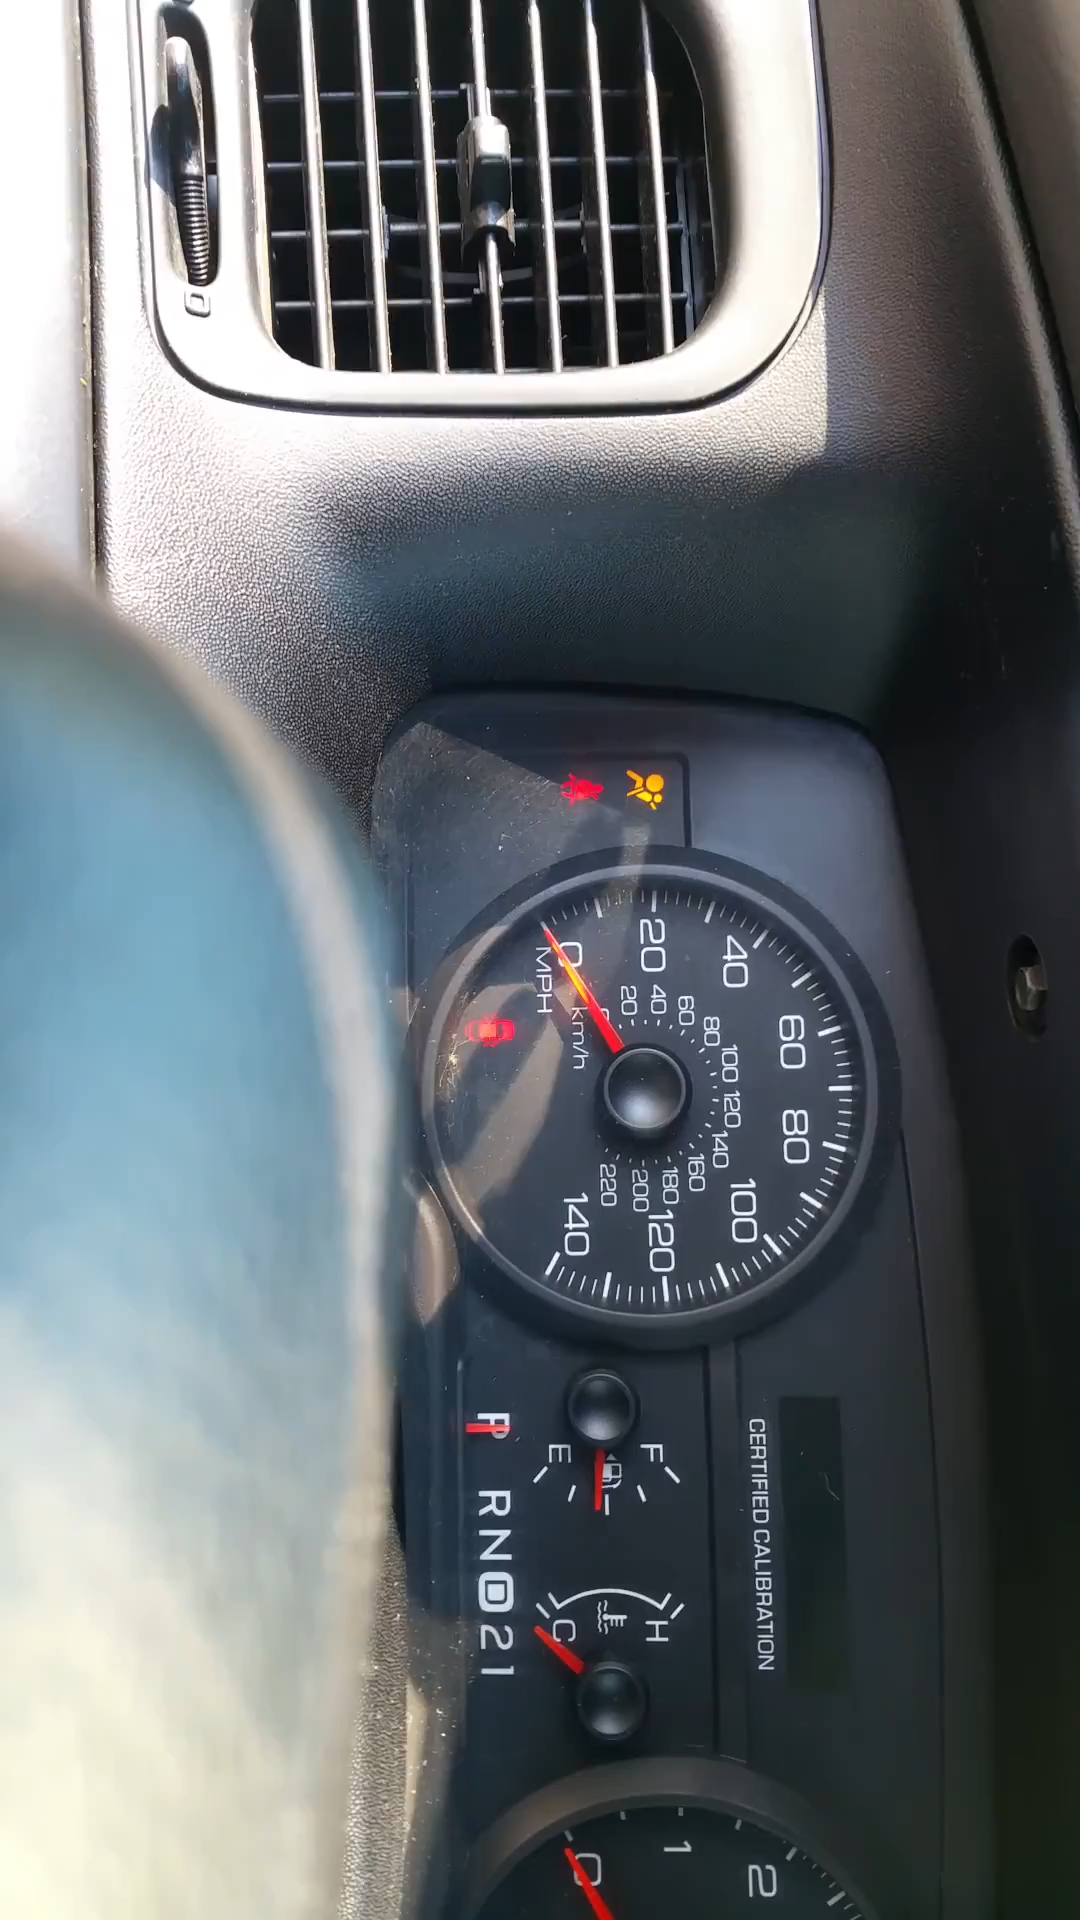 0 20 40 60 80 100 120 140
MPH
km/h
20 40 60 80 100 120 140 160 180 200 220
E F
P R N D 2 1
C H
CERTIFIED CALIBRATION
0 1 2